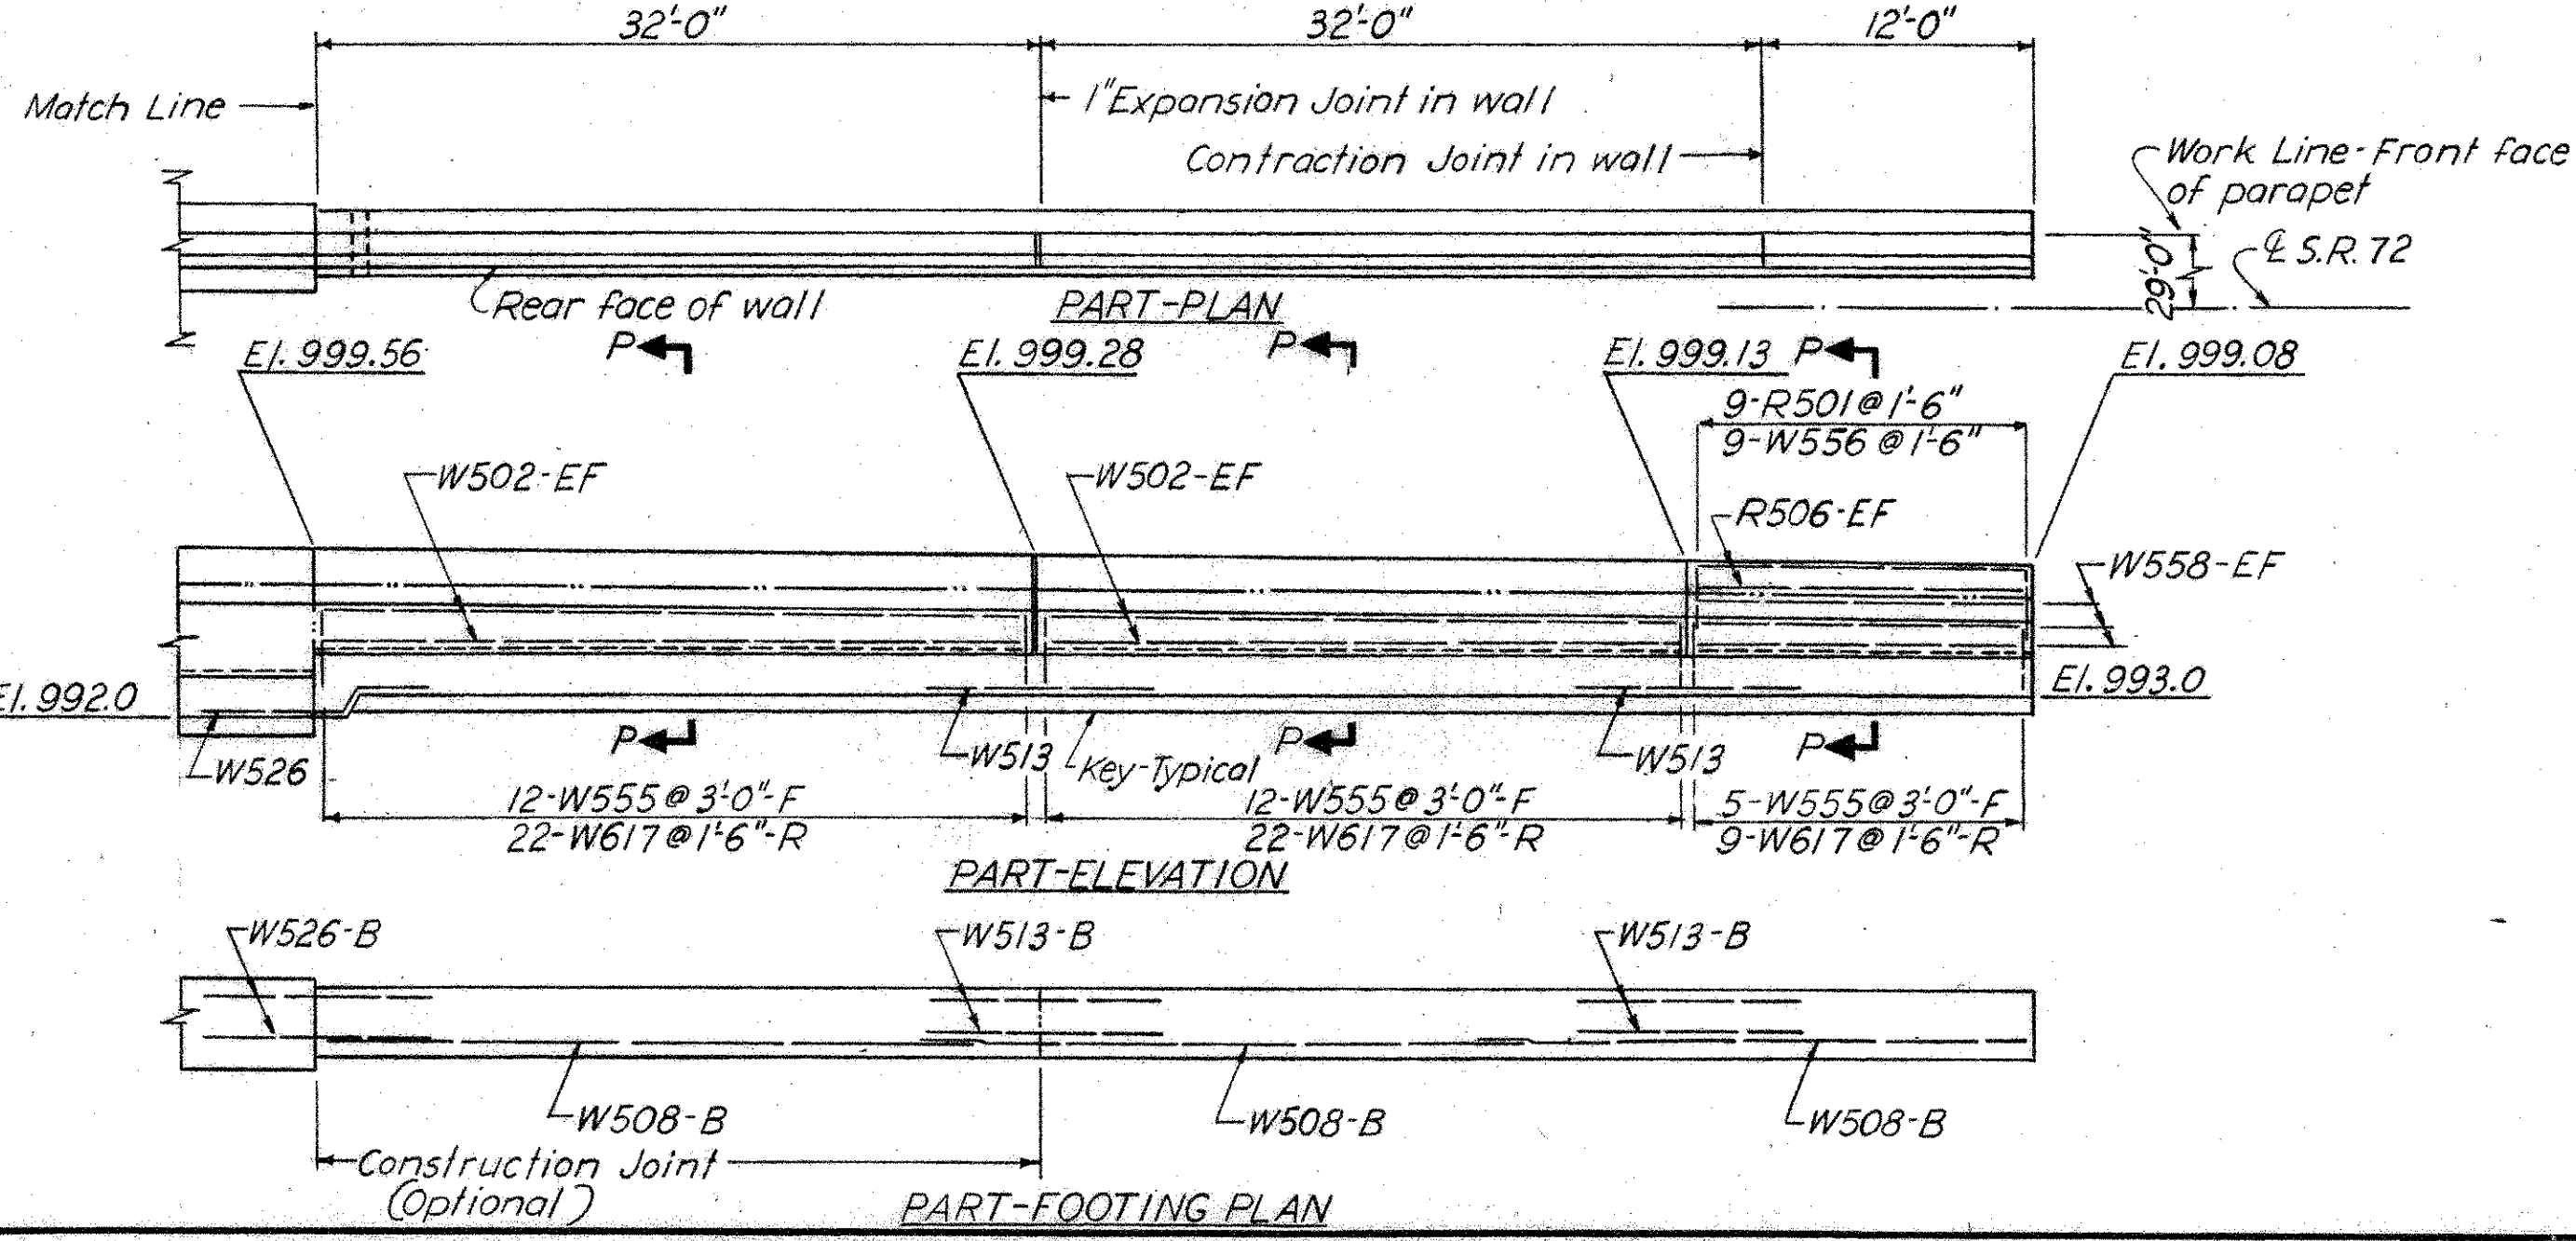 32'-0" 32'-0" 12'-0"
Match Line
1" Expansion Joint in wall
Contraction Joint in wall
Work Line-Front face
of parapet
℄ S.R. 72
29'-0"
Rear face of wall
PART-PLAN
P P P
El. 999.56 El. 999.28 El. 999.13 El. 999.08
9-R501@1'-6"
9-W556@1'-6"
W502-EF W502-EF
R506-EF
W558-EF
El. 992.0 El. 993.0
P P P
W526 W513 Key-Typical W513
12-W555@3'-0"-F 12-W555@3'-0"-F 5-W555@3'-0"-F
22-W617@1'-6"-R 22-W617@1'-6"-R 9-W617@1'-6"-R
PART-ELEVATION
W526-B W513-B W513-B
W508-B W508-B W508-B
Construction Joint
(Optional)
PART-FOOTING PLAN